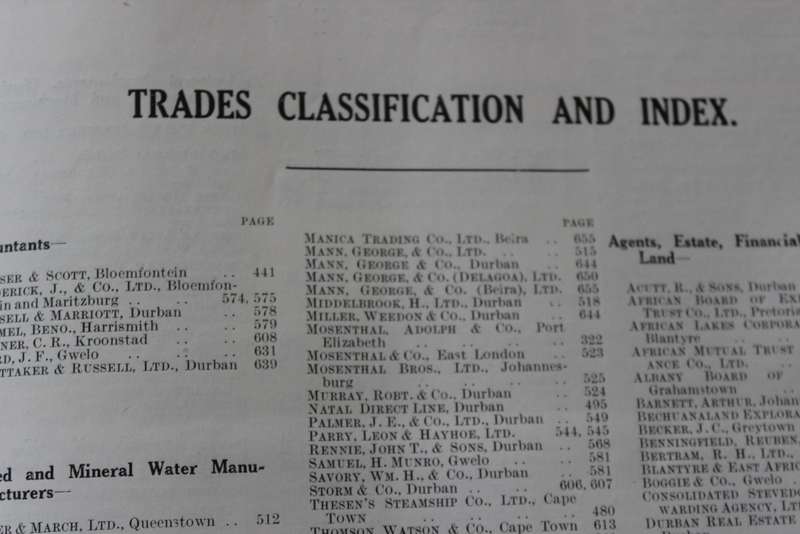 TRADES CLASSIFICATION AND INDEX.
PAGE
untants—
SER & SCOTT, Bloemfontein .. 441
ERICK, J., & CO., LTD., Bloemfon-
in and Maritzburg .. .. 574, 575
SELL & MARRIOTT, Durban .. 578
MEL, BENO., Harrismith .. 579
NER, C. R., Kroonstad .. 608
RD, J. F., Gwelo .. .. 631
TTAKER & RUSSELL, LTD., Durban 639
ed and Mineral Water Manu-
cturers—
ER & MARCH, LTD., Queenstown .. 512
PAGE
MANICA TRADING CO., LTD., Beira .. 655
MANN, GEORGE, & CO., LTD. .. 515
MANN, GEORGE & CO., Durban .. 644
MANN, GEORGE, & CO. (DELAGOA), LTD. 650
MANN, GEORGE, & CO. (Beira), LTD. 655
MIDDELBROOK, H., LTD., Durban .. 518
MILLER, WEEDON & CO., Durban .. 644
MOSENTHAL, ADOLPH & CO., Port
Elizabeth .. .. .. 322
MOSENTHAL & CO., East London .. 523
MOSENTHAL BROS., LTD., Johannes-
burg .. .. .. .. 525
MURRAY, ROBT. & CO., Durban .. 524
NATAL DIRECT LINE, Durban .. 495
PALMER, J. E., & CO., LTD., Durban .. 549
PARRY, LEON & HAYHOE, LTD. 544, 545
RENNIE, JOHN T., & SONS, Durban .. 568
SAMUEL, H. MUNRO, Gwelo .. .. 581
SAVORY, WM. H., & CO., Durban .. 581
STORM & CO., Durban .. .. 606, 607
THESEN'S STEAMSHIP CO., LTD., Cape
Town .. .. .. .. 480
THOMSON WATSON & CO., Cape Town 613
Agents, Estate, Financial
Land—
ACUTT, R., & SONS, Durban
AFRICAN BOARD OF EX
TRUST CO., LTD., Pretoria
AFRICAN LAKES CORPORA
Blantyre .. ..
AFRICAN MUTUAL TRUST
ANCE CO., LTD. ..
ALBANY BOARD OF
Grahamstown ..
BARNETT, ARTHUR, Johan
BECHUANALAND EXPLORA
BECKER, J. C., Greytown
BENNINGFIELD, REUBEN,
BERTRAM, R. H., LTD.,
BLANTYRE & EAST AFRIC
BOGGIE & CO., Gwelo ..
CONSOLIDATED STEVEDO
WARDING AGENCY, LT
DURBAN REAL ESTATE